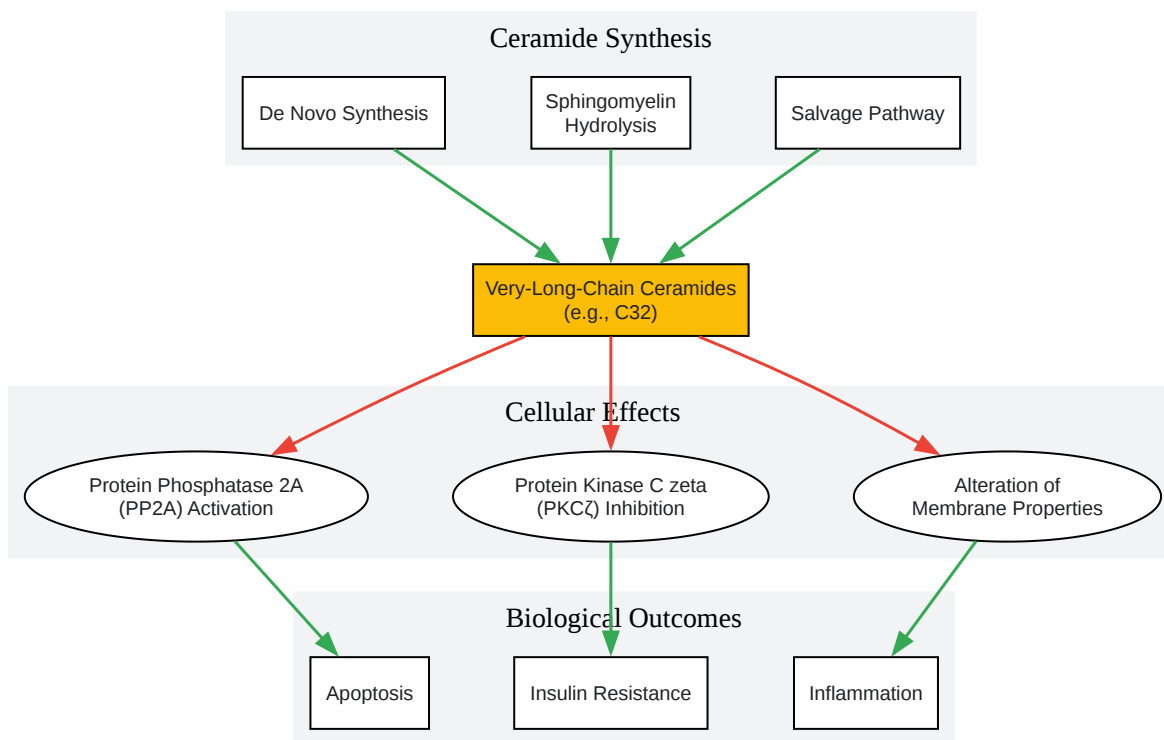 Ceramide Synthesis
De Novo Synthesis
Sphingomyelin
Hydrolysis
Salvage Pathway
Very-Long-Chain Ceramides
(e.g., C32)
Cellular Effects
Protein Phosphatase 2A
(PP2A) Activation
Protein Kinase C zeta
(PKCζ) Inhibition
Alteration of
Membrane Properties
Biological Outcomes
Apoptosis
Insulin Resistance
Inflammation